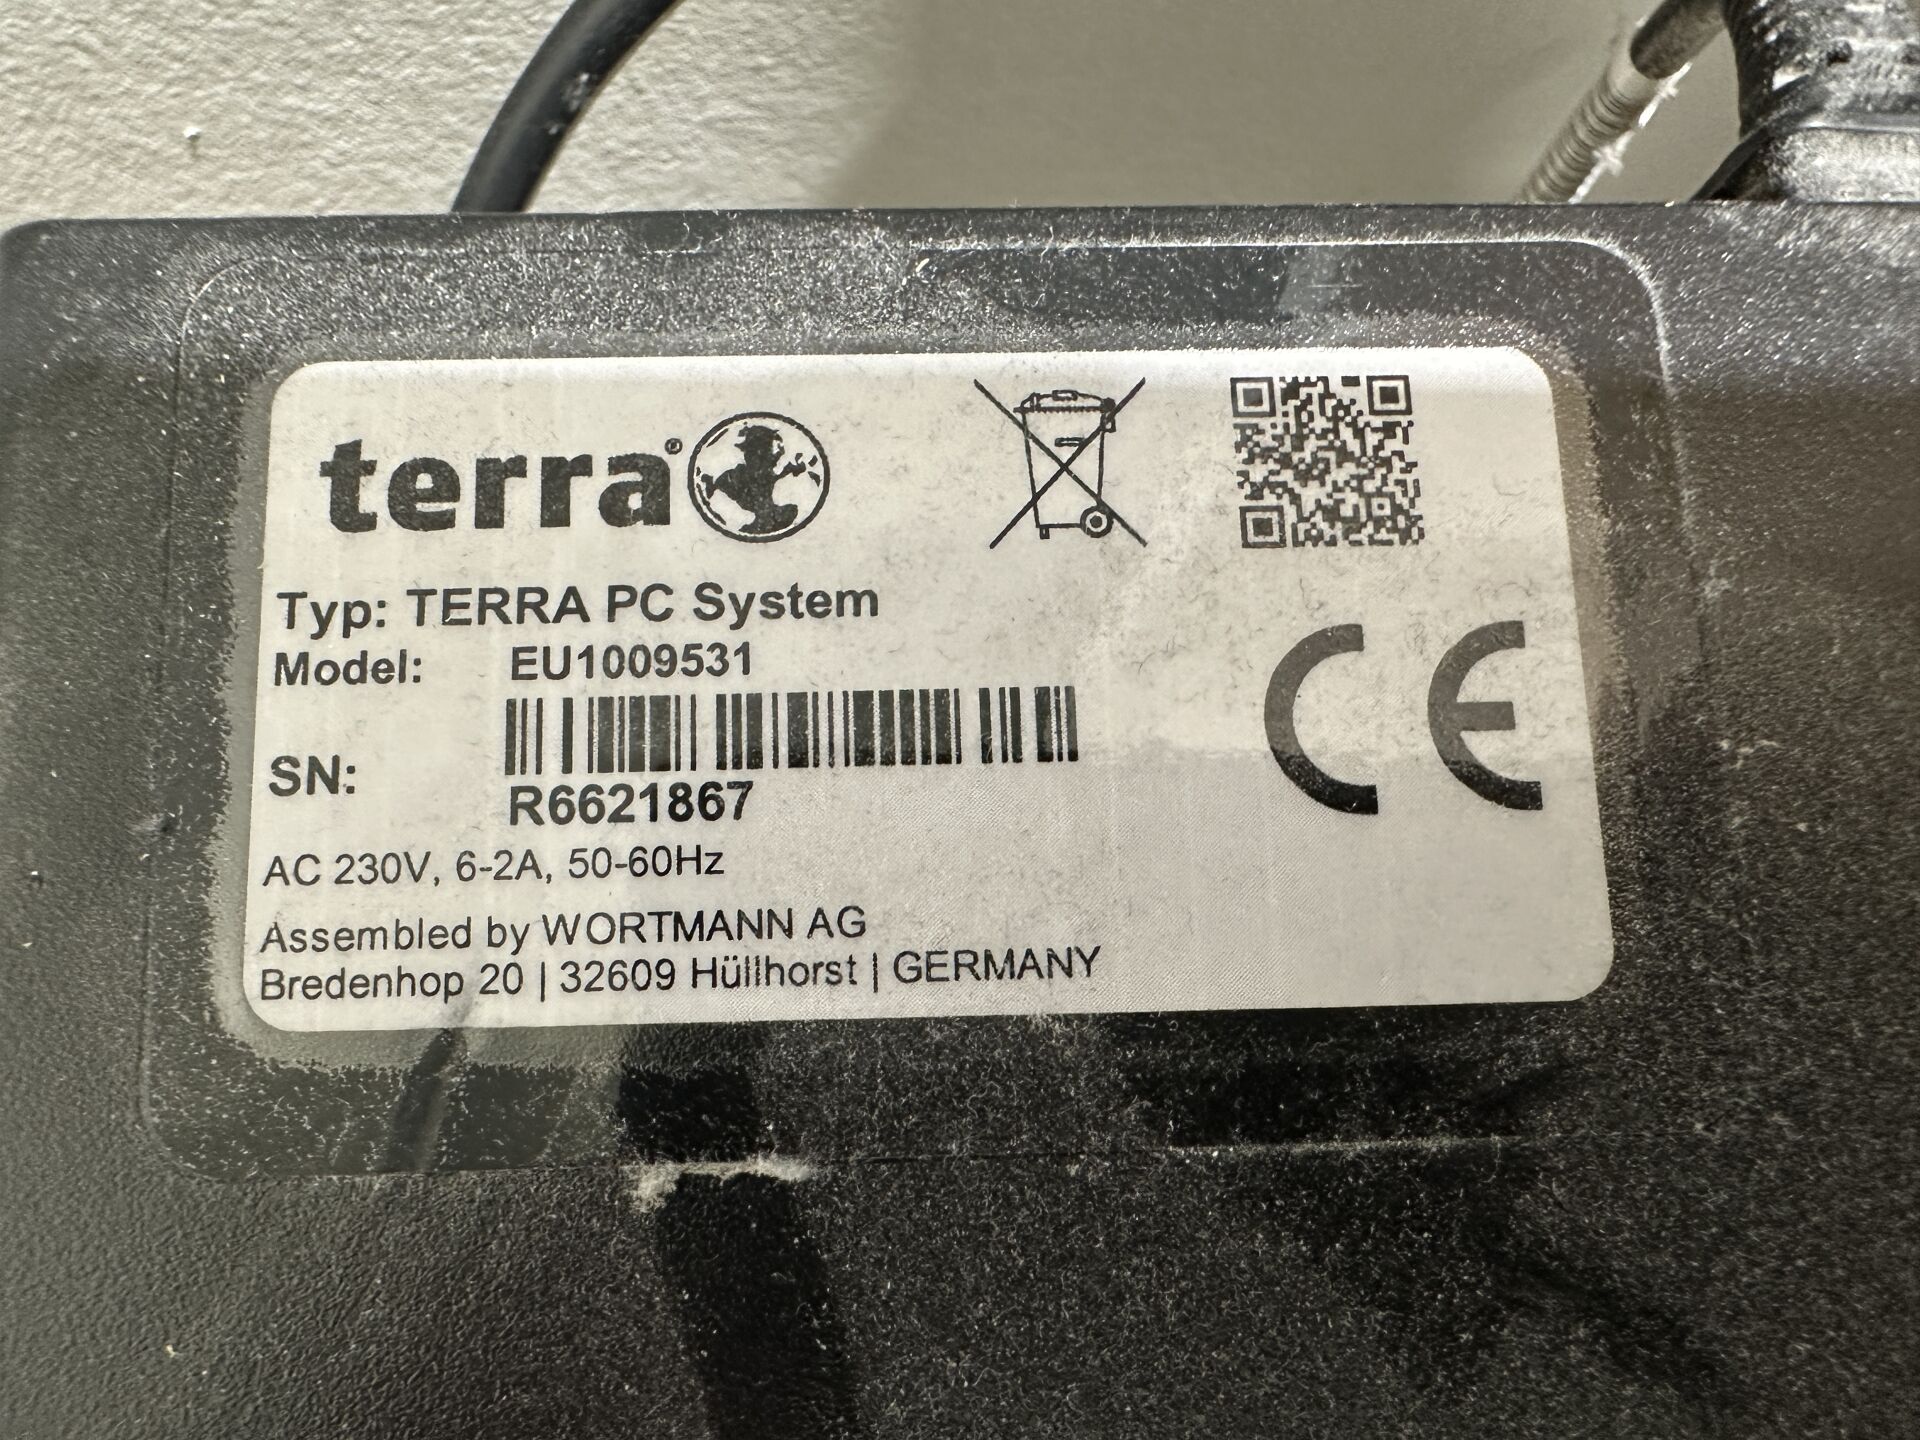 terra®
Typ: TERRA PC System
Model: EU1009531
SN:
R6621867
AC 230V, 6-2A, 50-60Hz
Assembled by WORTMANN AG
Bredenhop 20 | 32609 Hüllhorst | GERMANY
CE